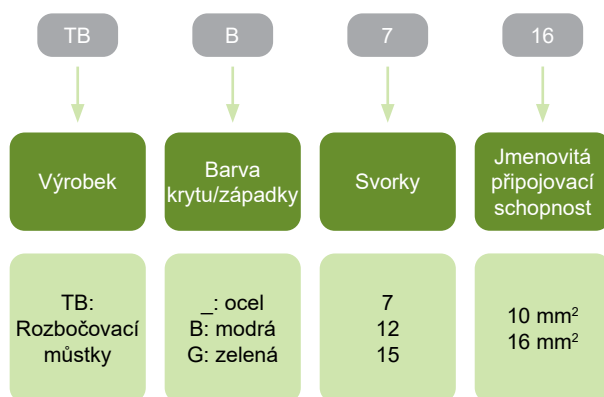 TB B 7 16
Výrobek
Barva
krytu/západky
Svorky
Jmenovitá
připojovací
schopnost
TB:
Rozbočovací
můstky
_: ocel
B: modrá
G: zelená
7
12
15
10 mm²
16 mm²